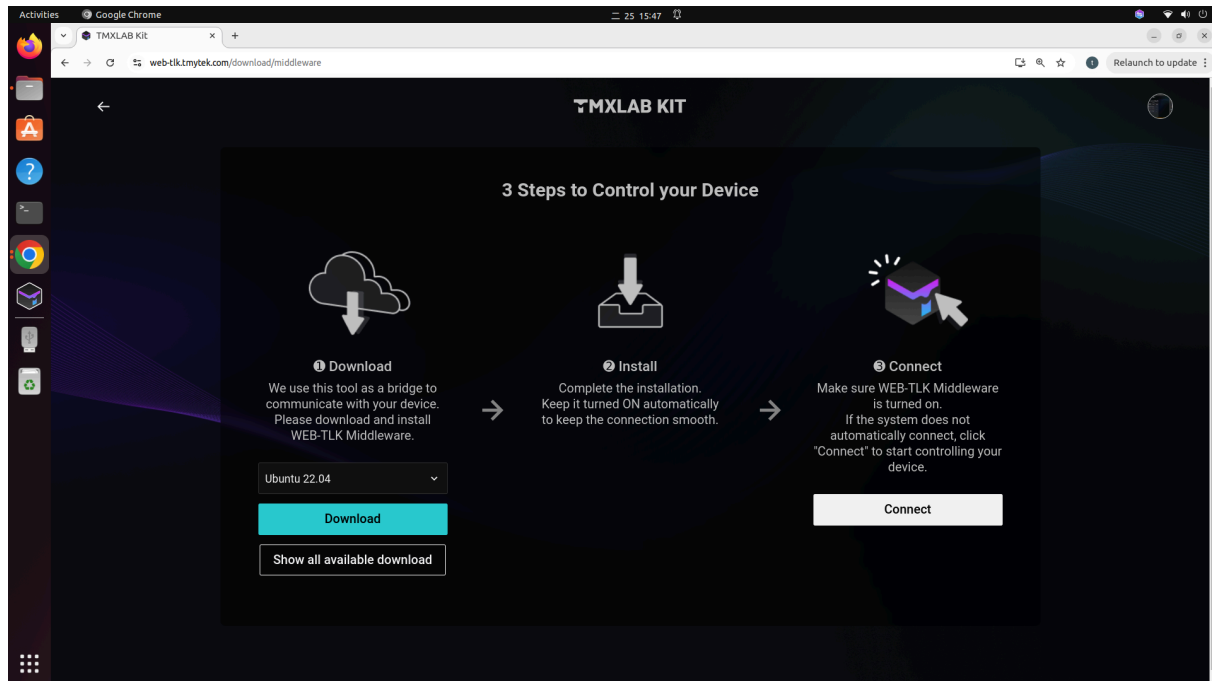 Activities
Google Chrome
二 25 15:47
TMXLAB Kit
web-tlk.tmytek.com/download/middleware
Relaunch to update
TMXLAB KIT
3 Steps to Control your Device
❶ Download
We use this tool as a bridge to
communicate with your device.
Please download and install
WEB-TLK Middleware.
Ubuntu 22.04
Download
Show all available download
❷ Install
Complete the installation.
Keep it turned ON automatically
to keep the connection smooth.
❸ Connect
Make sure WEB-TLK Middleware
is turned on.
If the system does not
automatically connect, click
"Connect" to start controlling your
device.
Connect